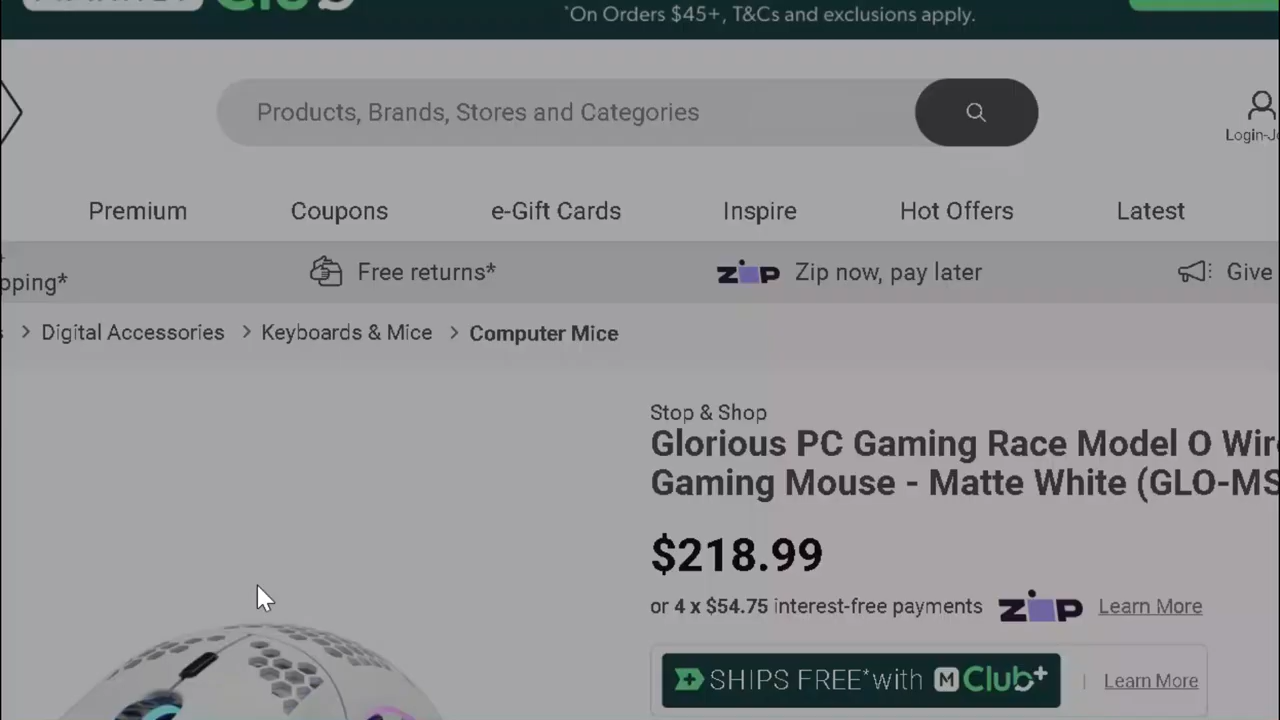 *On Orders $45+, T&Cs and exclusions apply.
Products, Brands, Stores and Categories
Login-J
Premium Coupons e-Gift Cards Inspire Hot Offers Latest
pping* Free returns* zip Zip now, pay later Give
> Digital Accessories > Keyboards & Mice > Computer Mice
Stop & Shop
Glorious PC Gaming Race Model O Wir
Gaming Mouse - Matte White (GLO-MS
$218.99
or 4 x $54.75 interest-free payments zip Learn More
SHIPS FREE* with M Club+ | Learn More